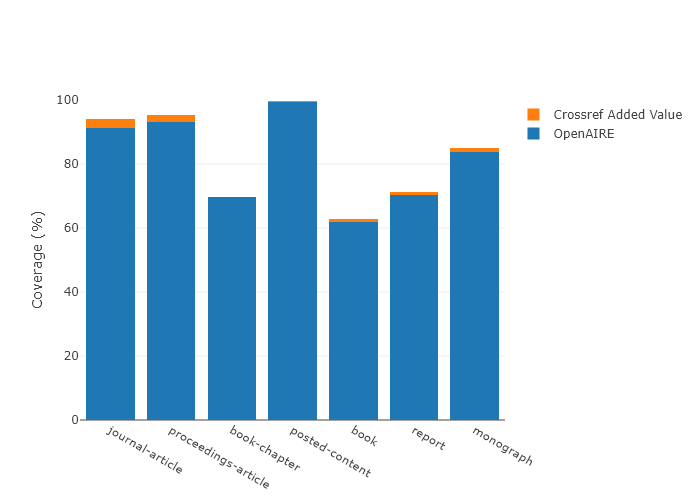 100
80
60
40
20
0
Coverage (%)
journal-article
proceedings-article
book-chapter
posted-content
book
report
monograph
Crossref Added Value
OpenAIRE